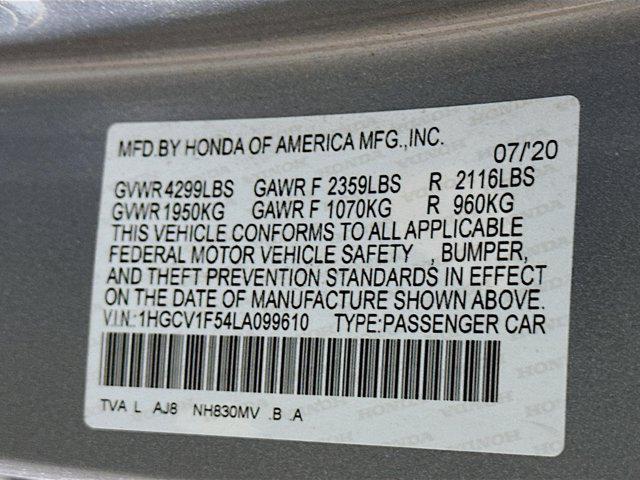 MFD.BY HONDA OF AMERICA MFG.,INC. 07/'20
GVWR 4299LBS GAWR F 2359LBS R 2116LBS
GVWR 1950KG GAWR F 1070KG R 960KG
THIS VEHICLE CONFORMS TO ALL APPLICABLE
FEDERAL MOTOR VEHICLE SAFETY , BUMPER,
AND THEFT PREVENTION STANDARDS IN EFFECT
ON THE DATE OF MANUFACTURE SHOWN ABOVE.
V.I.N.:1HGCV1F54LA099610 TYPE:PASSENGER CAR
TVA L AJ8 NH830MV .B .A